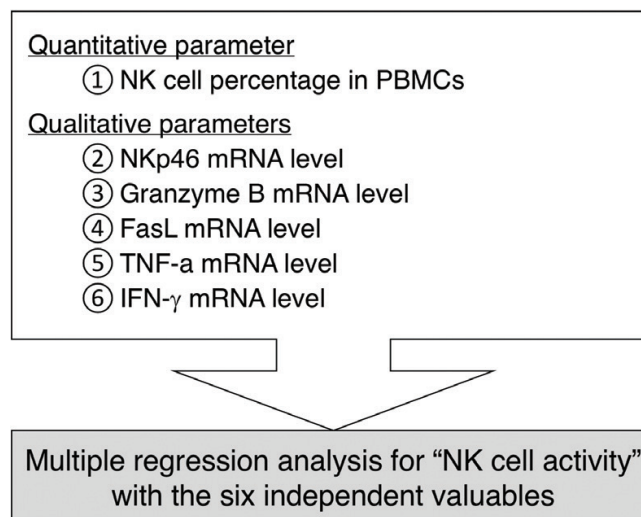 Quantitative parameter
① NK cell percentage in PBMCs
Qualitative parameters
② NKp46 mRNA level
③ Granzyme B mRNA level
④ FasL mRNA level
⑤ TNF-a mRNA level
⑥ IFN-γ mRNA level
Multiple regression analysis for “NK cell activity”
with the six independent valuables